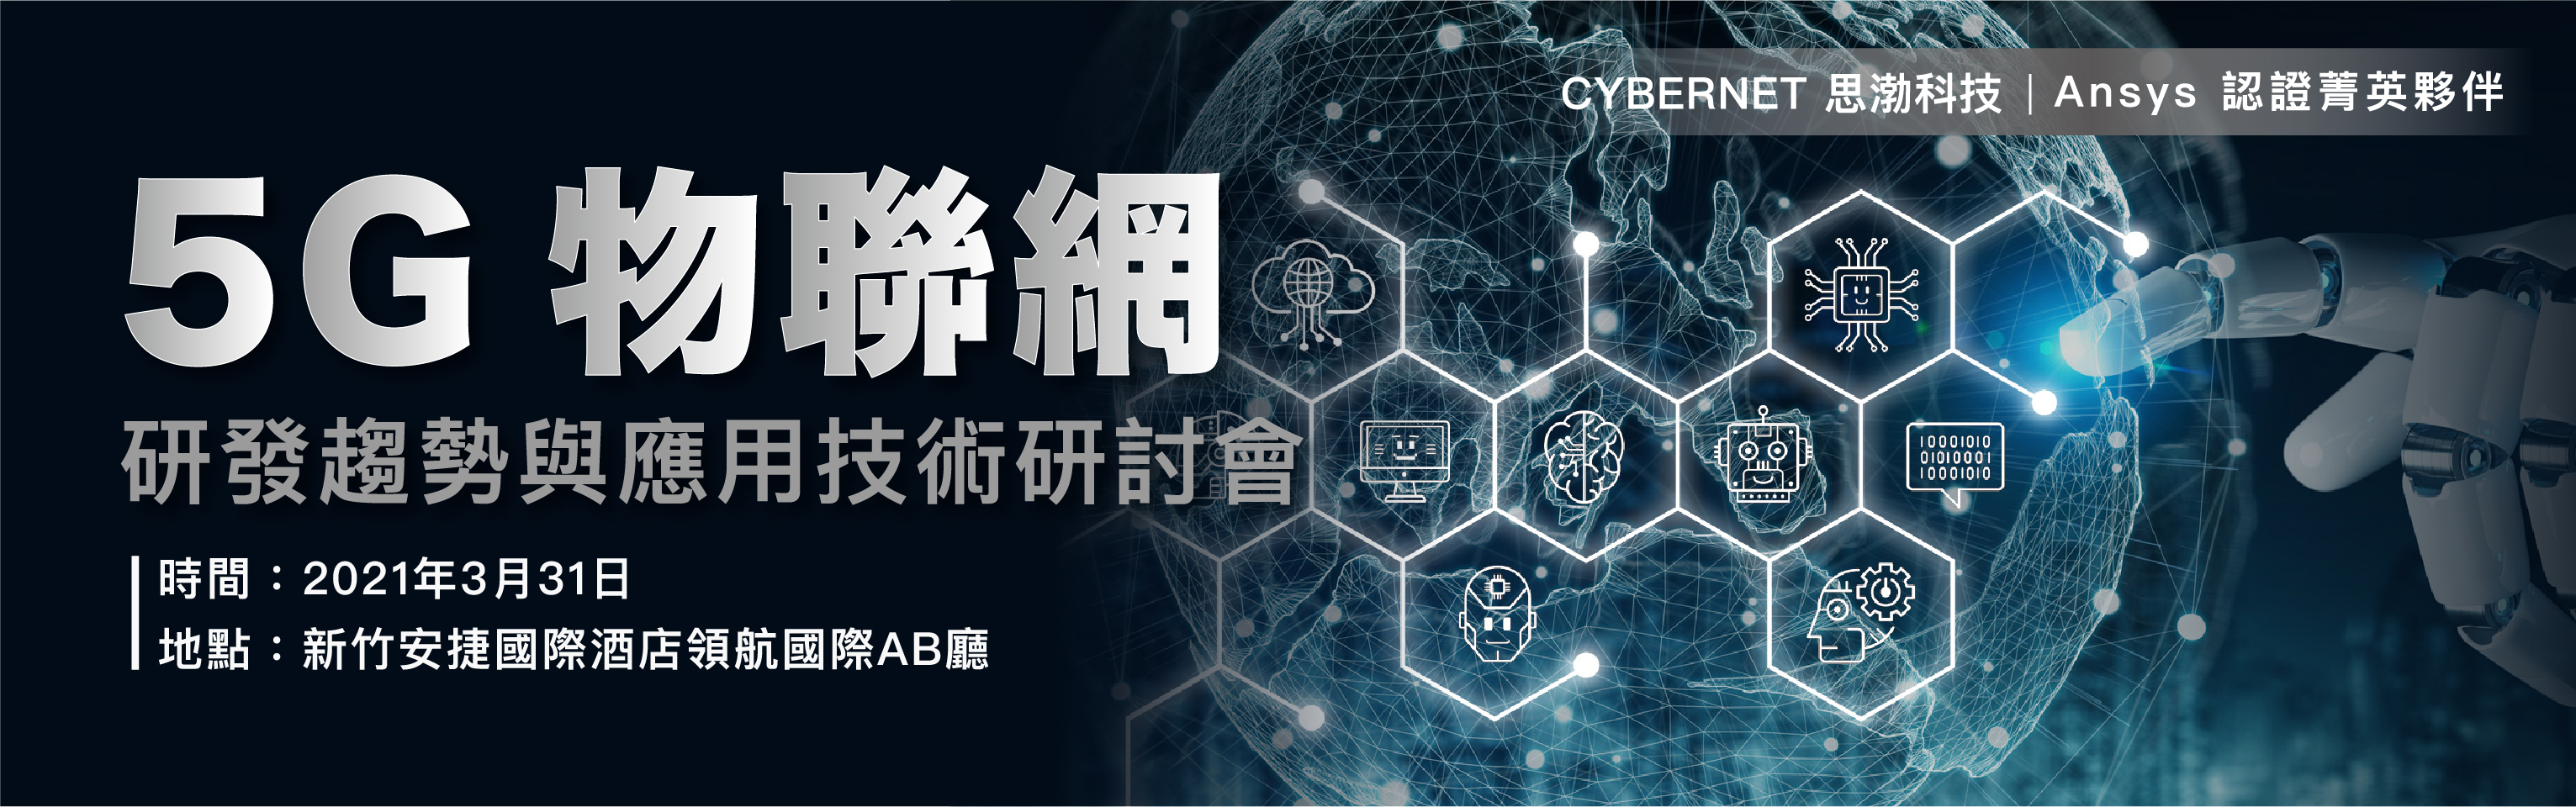 CYBERNET 思渤科技｜Ansys 認證菁英夥伴
5G 物聯網
研發趨勢與應用技術研討會
時間：2021年3月31日
地點：新竹安捷國際酒店領航國際AB廳
10001010
01010001
10001010